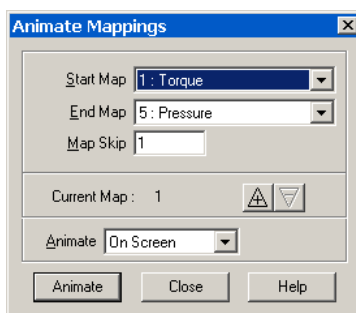 Animate Mappings
Start Map 1 : Torque
End Map 5 : Pressure
Map Skip 1
Current Map : 1
Animate On Screen
Animate Close Help